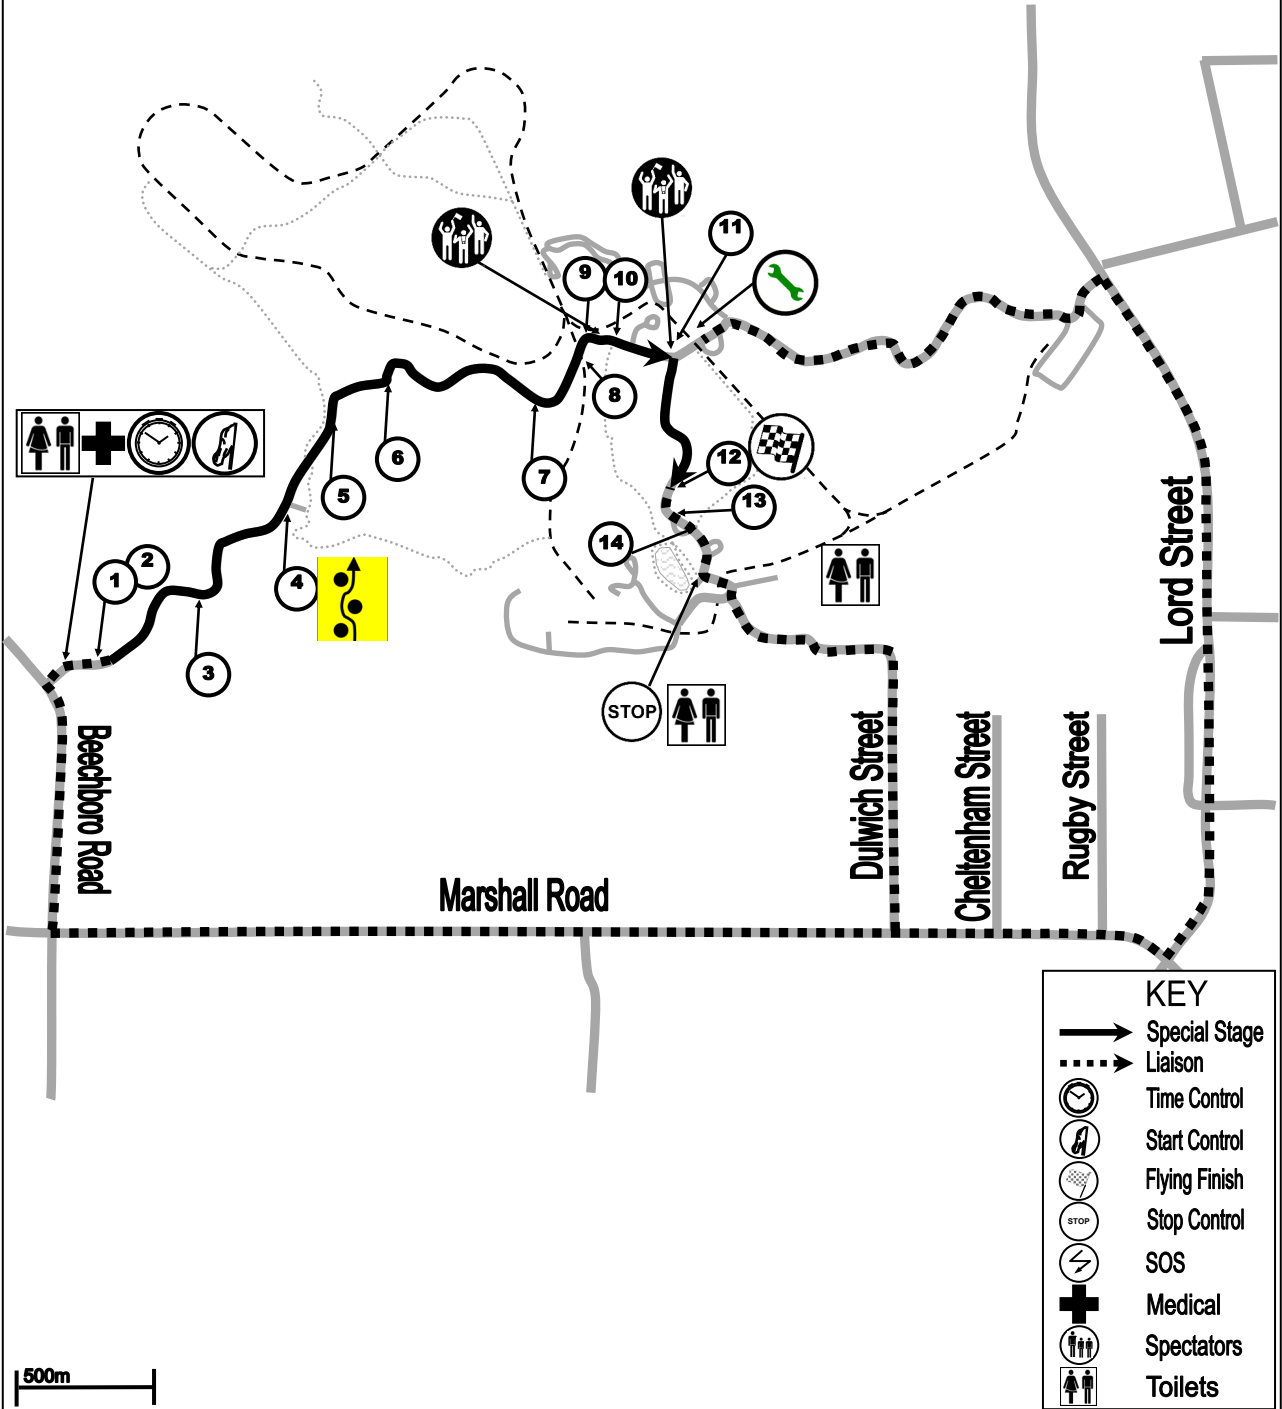 11
9
10
8
6
12
7
5
13
14
2
1
4
3
STOP
Lord Street
Beechboro Road
Dulwich Street
Cheltenham Street
Rugby Street
Marshall Road
KEY
Special Stage
Liaison
Time Control
Start Control
Flying Finish
STOP
Stop Control
SOS
Medical
Spectators
Toilets
500m